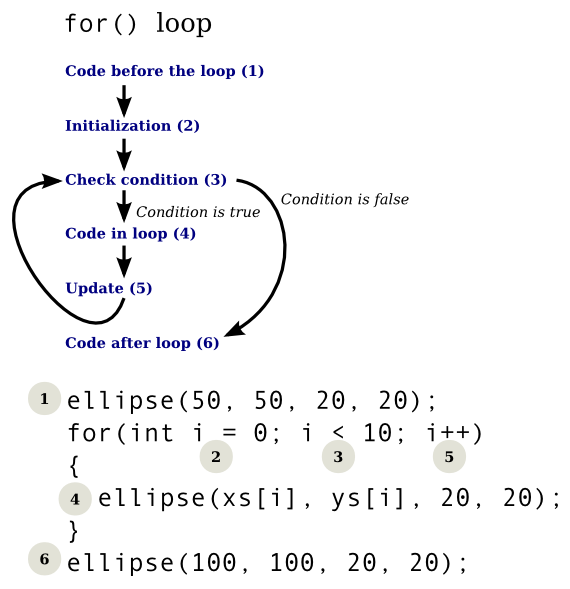 for() loop
Code before the loop (1)
Initialization (2)
Check condition (3)
Condition is false
Condition is true
Code in loop (4)
Update (5)
Code after loop (6)
1 ellipse(50, 50, 20, 20);
for(int i = 0; i < 10; i++)
2 3 5
{
4 ellipse(xs[i], ys[i], 20, 20);
}
6 ellipse(100, 100, 20, 20);